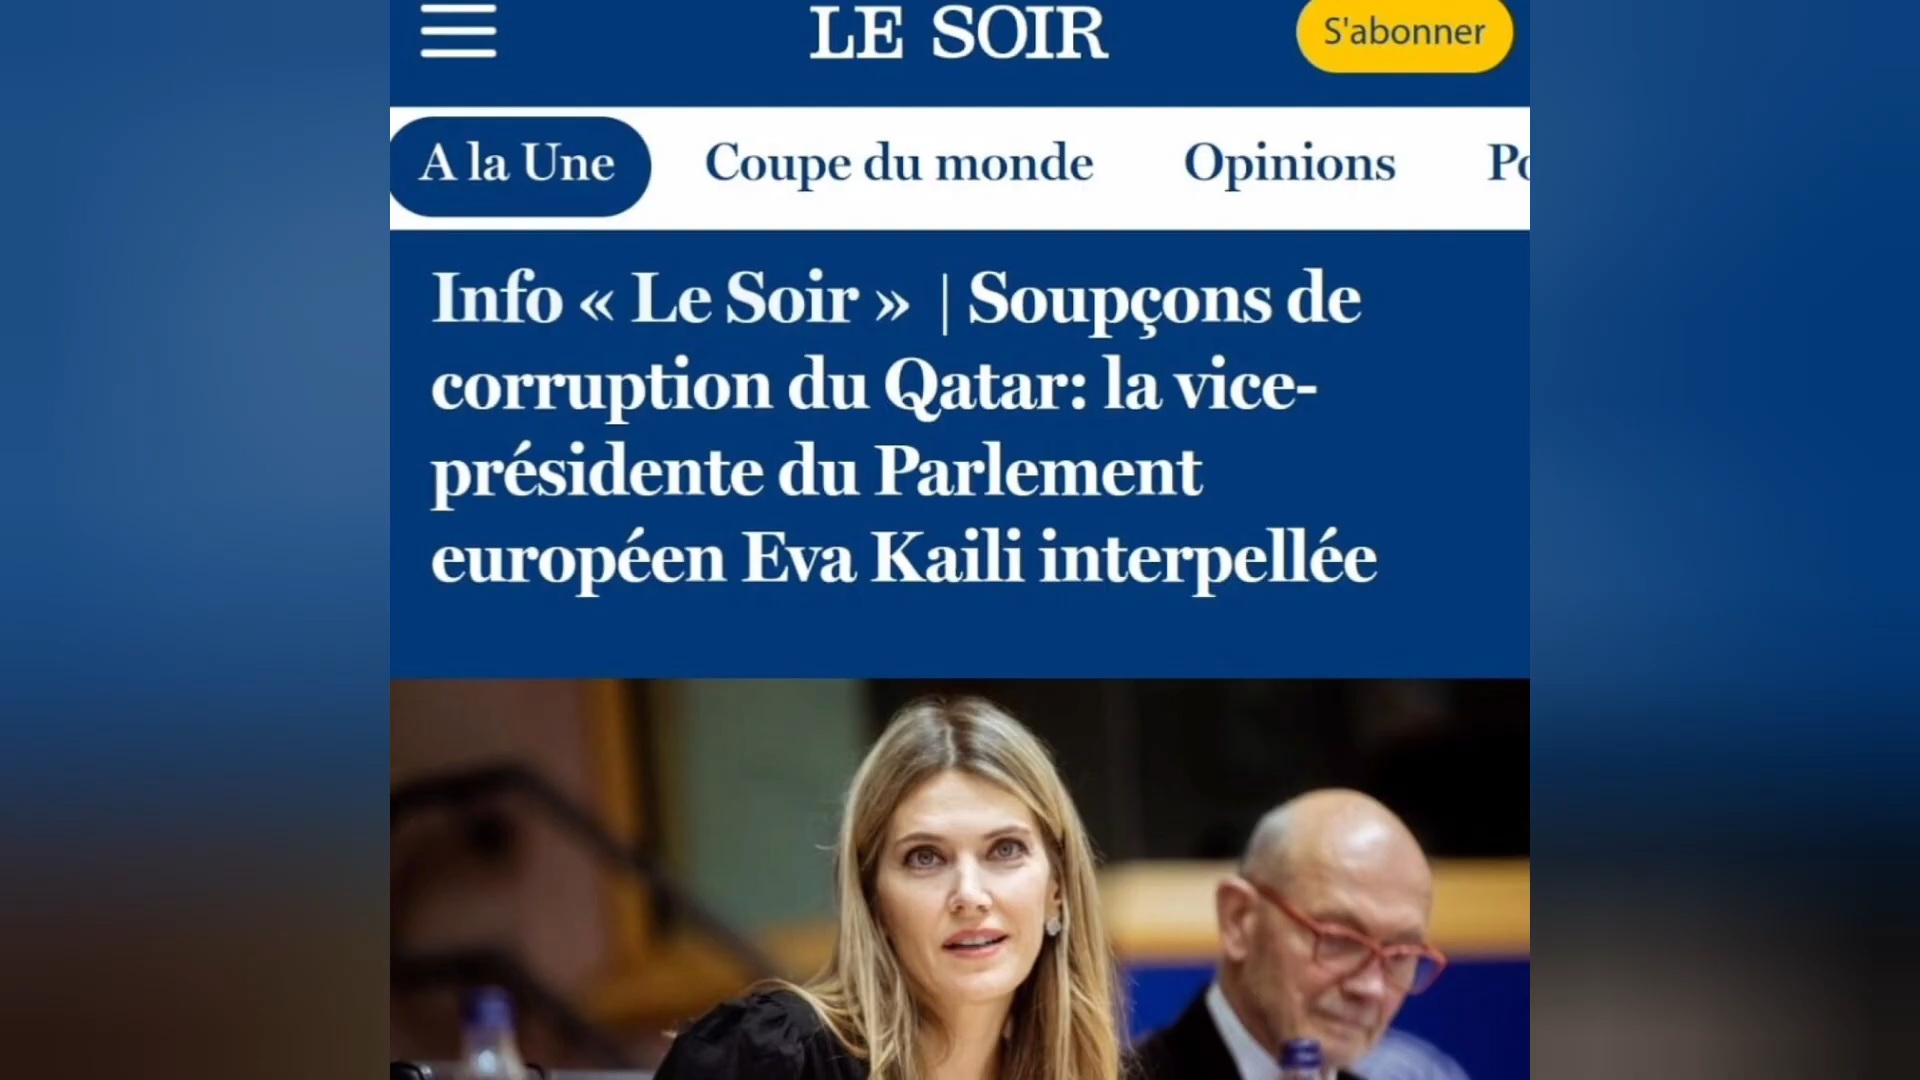 LE SOIR
S'abonner
A la Une
Coupe du monde
Opinions
Info « Le Soir » | Soupçons de
corruption du Qatar: la vice-
présidente du Parlement
européen Eva Kaili interpellée